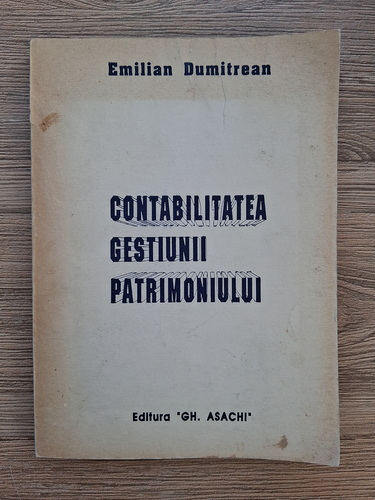 Emilian Dumitrean
CONTABILITATEA
GESTIUNII
PATRIMONIULUI
Editura "GH. ASACHI"